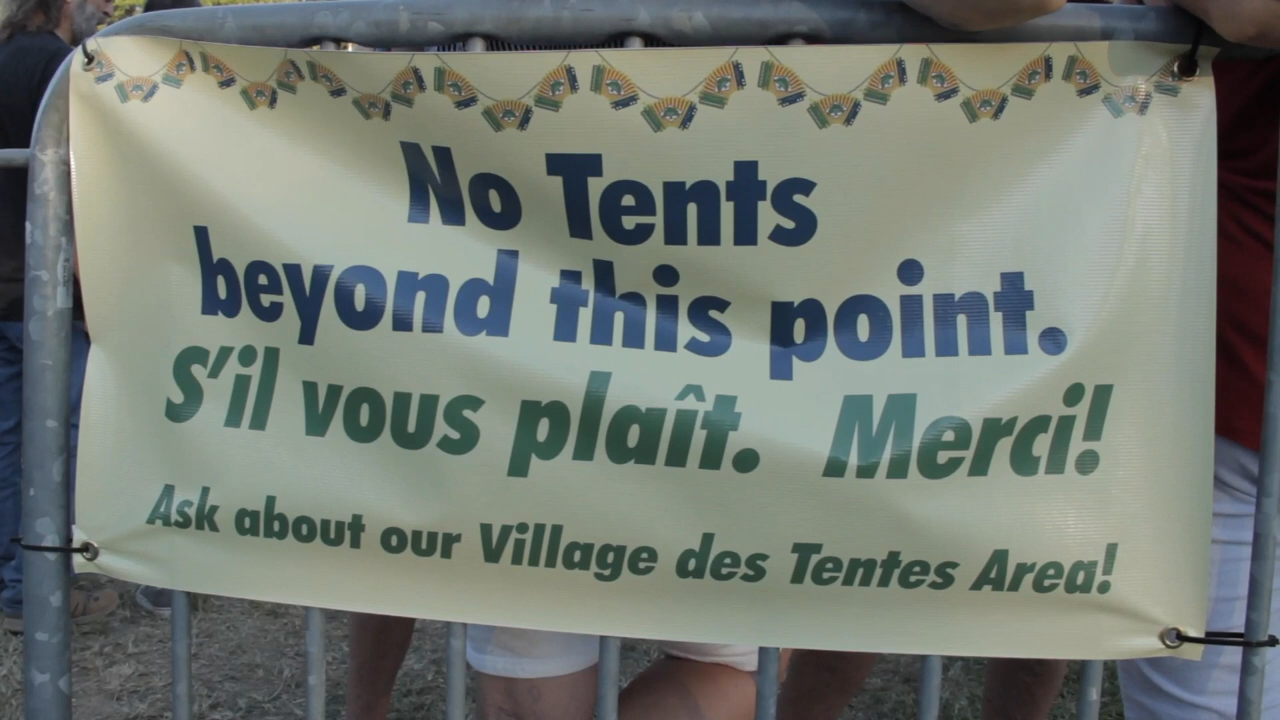 No Tents
beyond this point.
S'il vous plaît. Merci!
Ask about our Village des Tentes Area!